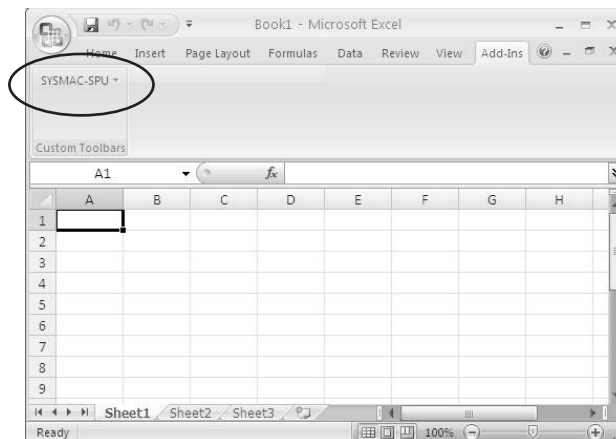 Book1 - Microsoft Excel
Home Insert Page Layout Formulas Data Review View Add-Ins
SYSMAC-SPU
Custom Toolbars
A1 fx
A B C D E F G H
1
2
3
4
5
6
7
8
9
Sheet1 Sheet2 Sheet3
Ready 100%